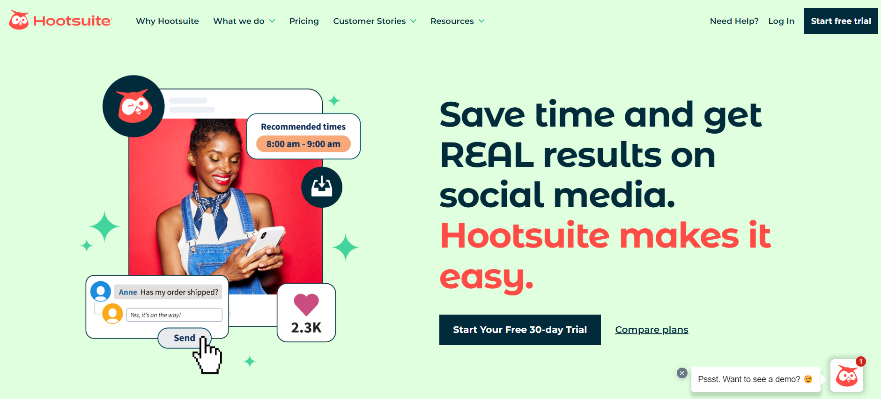 Hootsuite
Why Hootsuite
What we do
Pricing
Customer Stories
Resources
Need Help?
Log In
Start free trial
Recommended times
8:00 am - 9:00 am
Anne Has my order shipped?
Yes, it's on the way!
Send
2.3K
Save time and get
REAL results on
social media.
Hootsuite makes it
easy.
Start Your Free 30-day Trial
Compare plans
Pssst. Want to see a demo? 😉
1